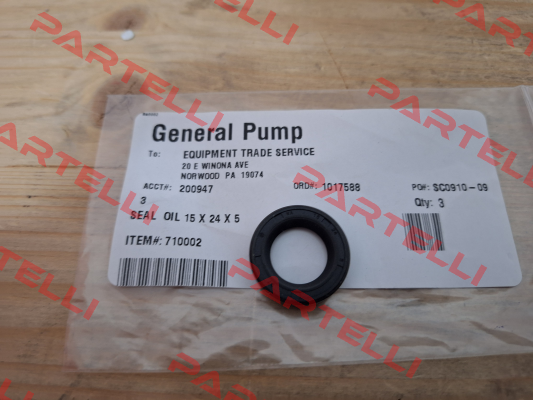 PARTELLI
General Pump
To: EQUIPMENT TRADE SERVICE
20 E WINONA AVE
NORWOOD PA 19074
ACCT#: 200947 ORD#: 1017588 PO#: SC0910-09
3 Qty: 3
SEAL OIL 15 X 24 X 5
ITEM#: 710002
PARTELLI
PARTELLI
PARTELLI
PARTELLI
PARTELLI